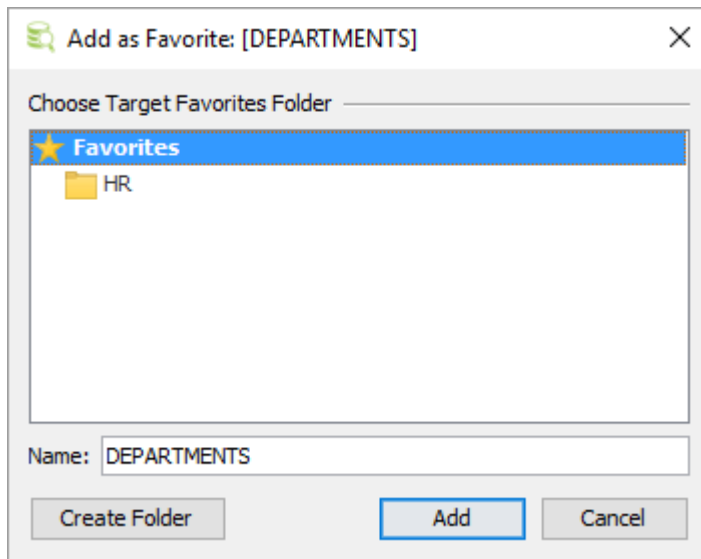 Add as Favorite: [DEPARTMENTS]
Choose Target Favorites Folder
Favorites
HR
Name: DEPARTMENTS
Create Folder Add Cancel